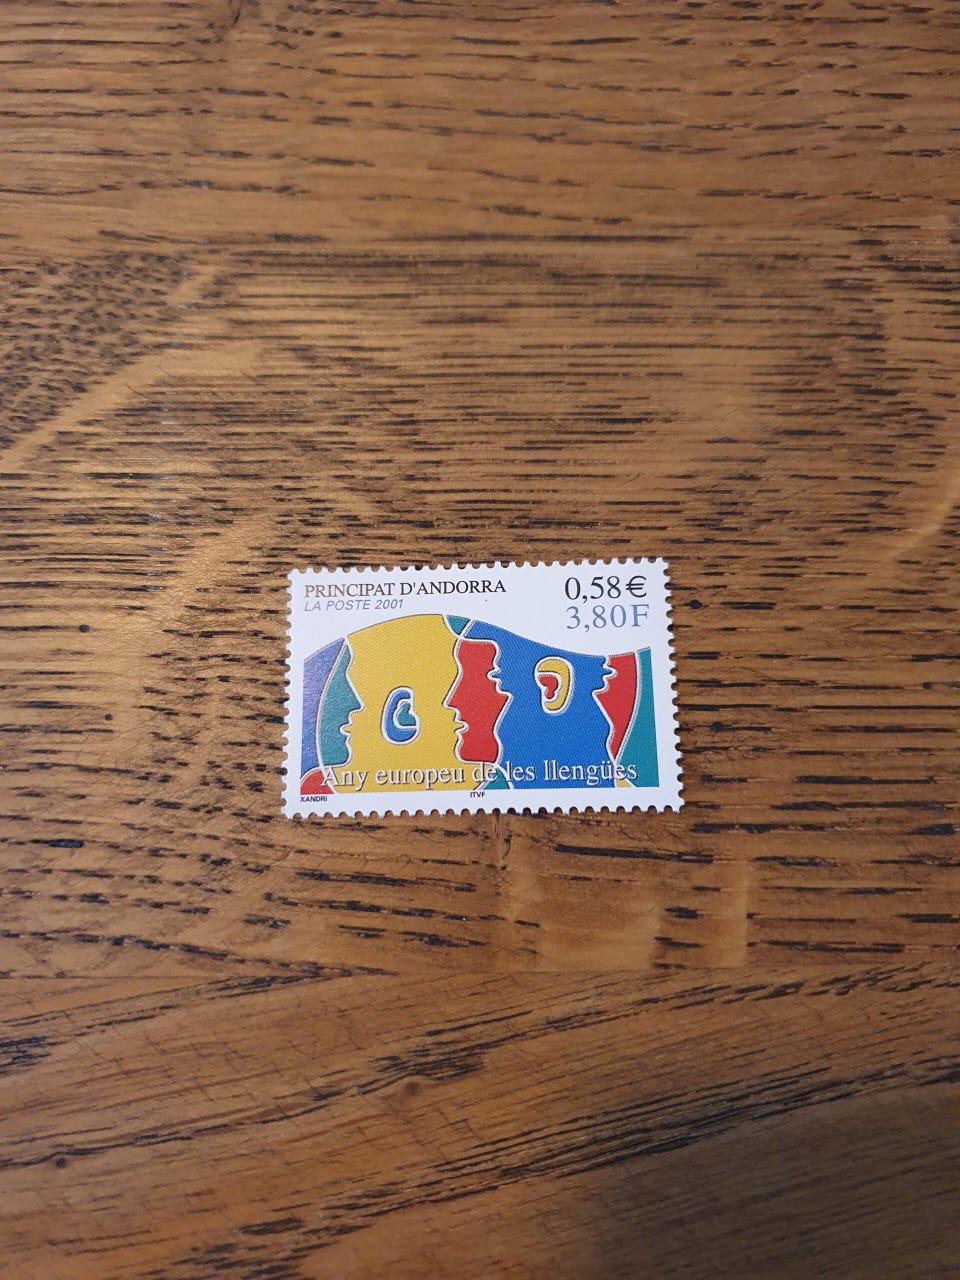 PRINCIPAT D'ANDORRA
LA POSTE 2001
0,58€
3,80F
Any europeu de les llengües
XANDRI
ITVF